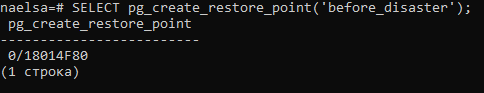 naelsa=# SELECT pg_create_restore_point('before_disaster');
pg_create_restore_point
-------------------------
0/18014F80
(1 строка)